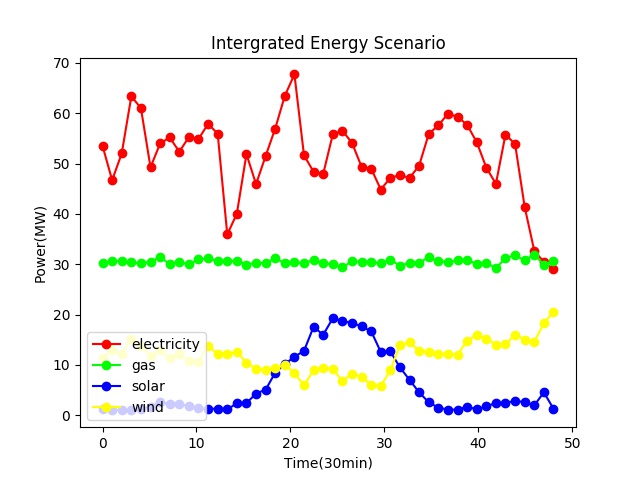 Intergrated Energy Scenario
Power(MW)
70
60
50
40
30
20
10
0
electricity
gas
solar
wind
0 10 20 30 40 50
Time(30min)